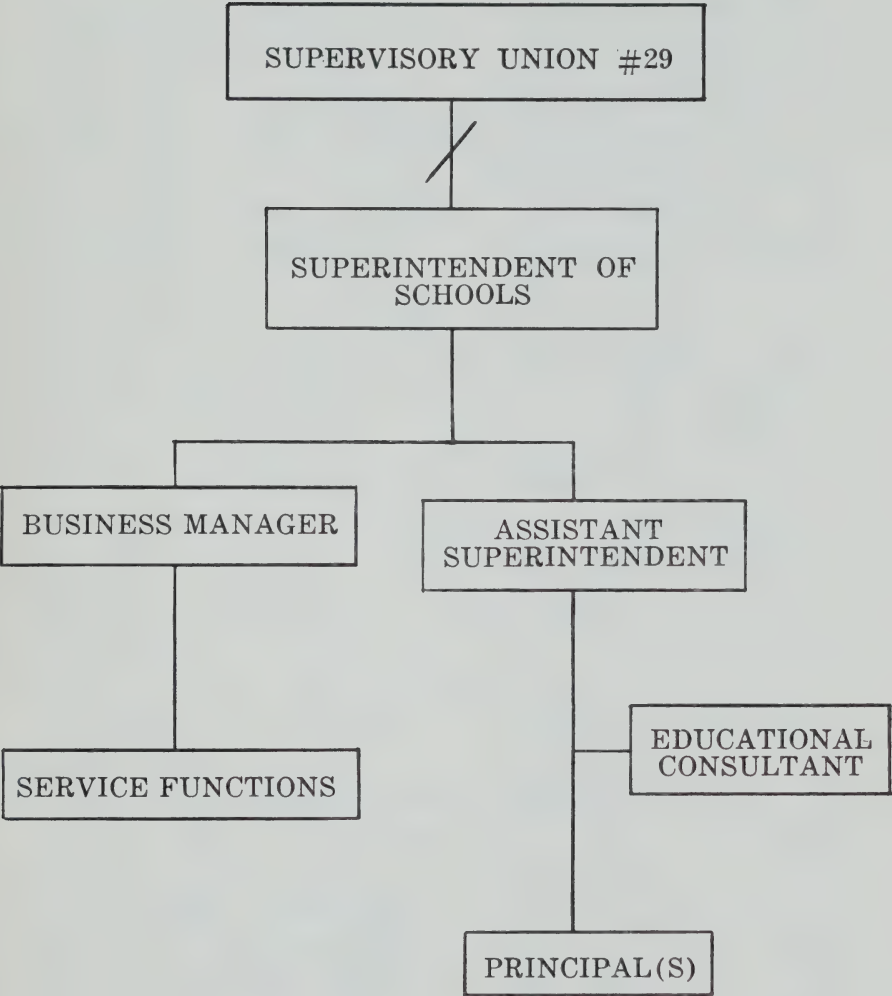 SUPERVISORY UNION #29
SUPERINTENDENT OF
SCHOOLS
BUSINESS MANAGER
ASSISTANT
SUPERINTENDENT
EDUCATIONAL
CONSULTANT
SERVICE FUNCTIONS
PRINCIPAL(S)